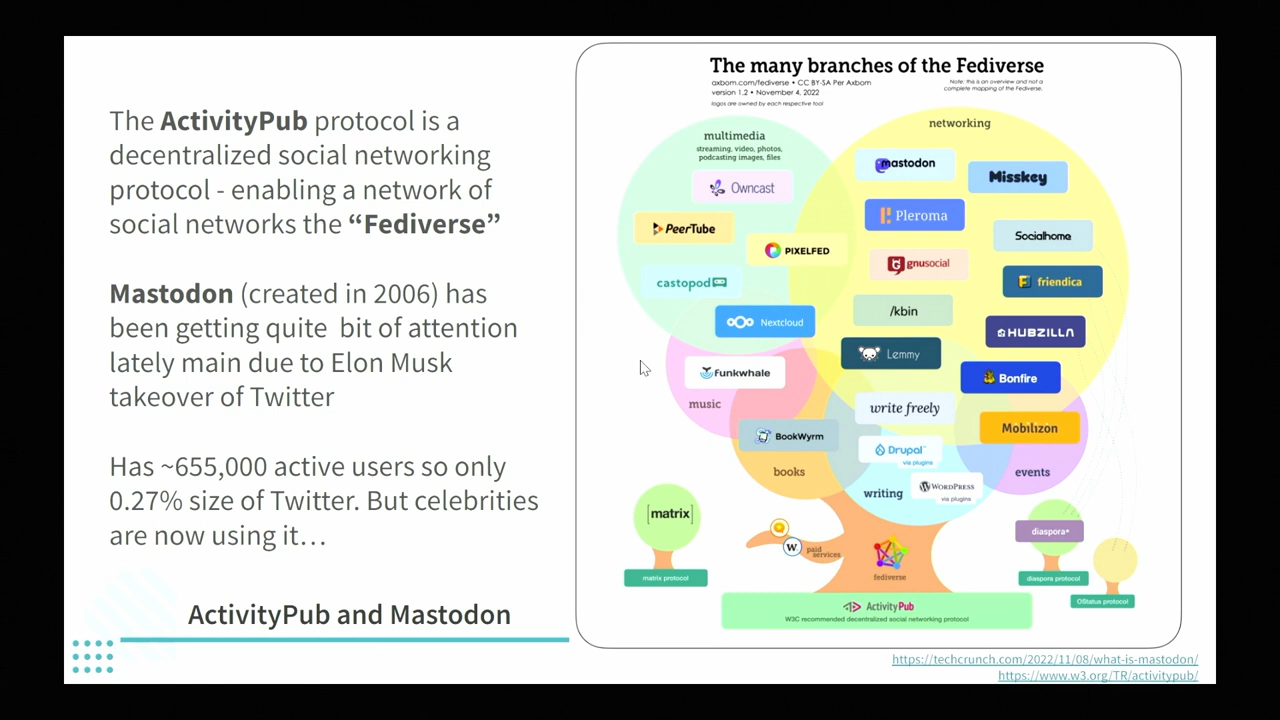 The ActivityPub protocol is a
decentralized social networking
protocol - enabling a network of
social networks the “Fediverse”
Mastodon (created in 2006) has
been getting quite  bit of attention
lately main due to Elon Musk
takeover of Twitter
Has ~655,000 active users so only
0.27% size of Twitter. But celebrities
are now using it…
ActivityPub and Mastodon
The many branches of the Fediverse
axbom.com/fediverse • CC BY-SA Per Axbom
version 1.2 • November 4, 2022
logos are owned by each respective tool
Note: this is an overview and not a
complete mapping of the Fediverse.
multimedia
streaming, video, photos,
podcasting images, files
Owncast
PeerTube
PIXELFED
castopod
Nextcloud
networking
mastodon
Misskey
Pleroma
Socialhome
gnusocial
friendica
/kbin
HUBZILLA
Lemmy
Bonfire
funkwhale
music
write freely
Mobilizon
BookWyrm
books
Drupal
via plugins
WORDPRESS
via plugins
writing
events
[matrix]
matrix protocol
W.
paid
services
fediverse
diaspora*
diaspora protocol
OStatus protocol
ActivityPub
W3C recommended decentralized social networking protocol
https://techcrunch.com/2022/11/08/what-is-mastodon/
https://www.w3.org/TR/activitypub/